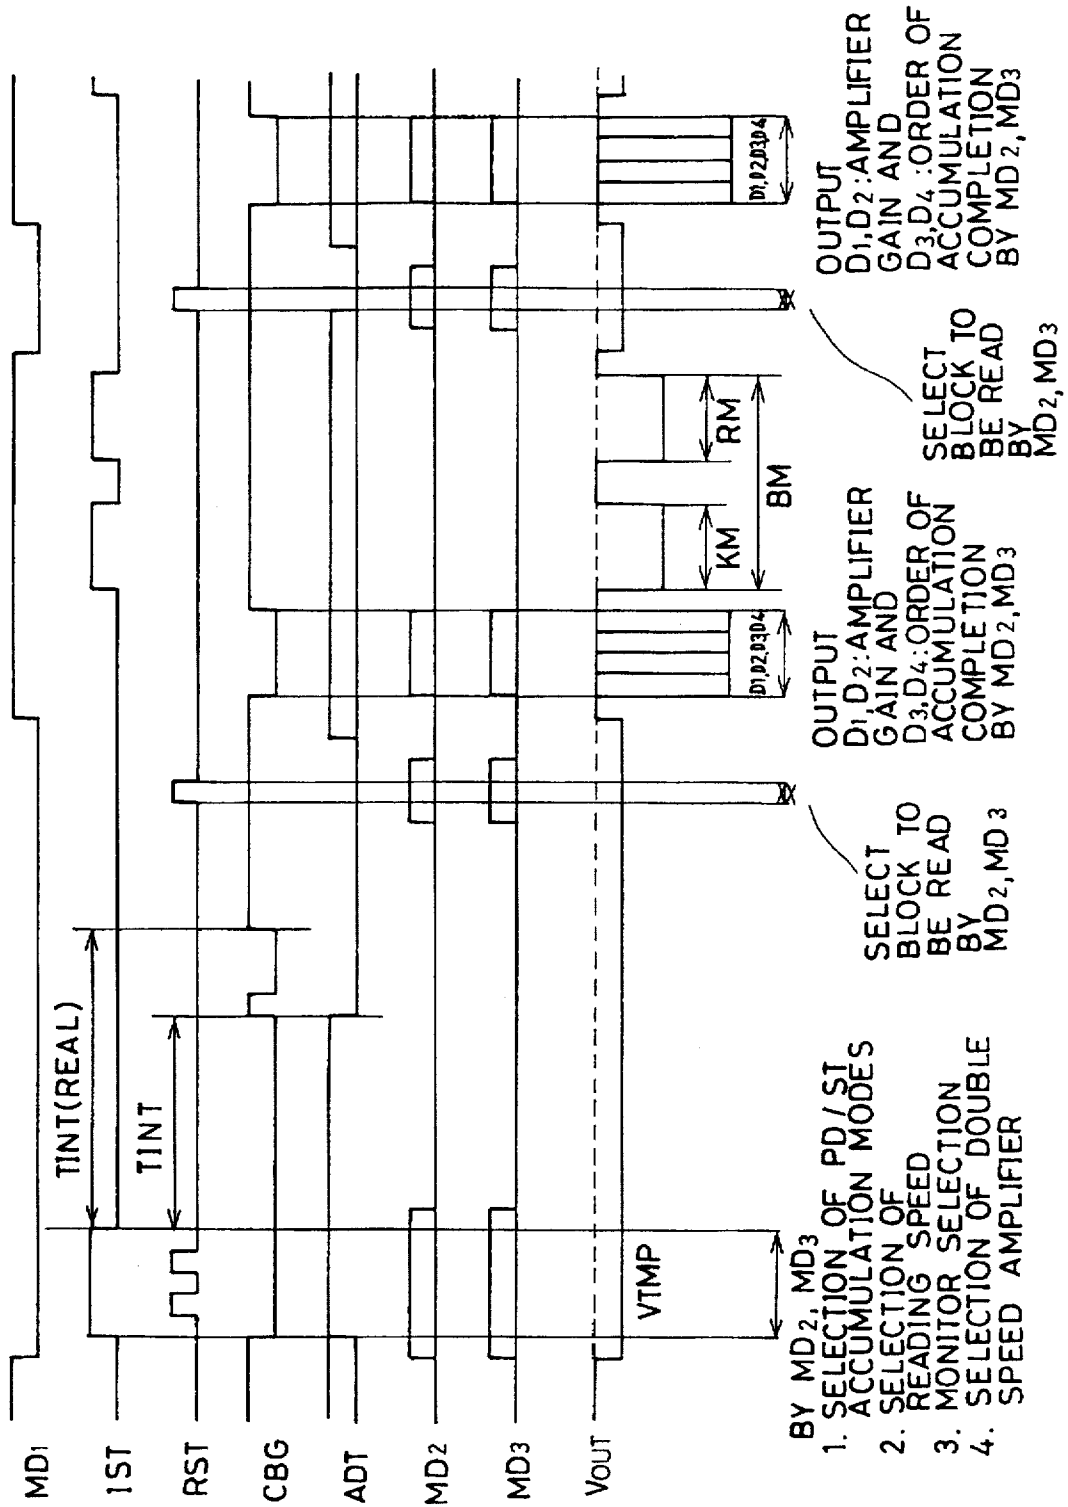 MD1
IST
RST
CBG
ADT
MD2
MD3
VOUT
TINT(REAL)
TINT
VTMP
D1,D2,D3,D4
KM
RM
BM
D1,D2,D3,D4
BY MD2, MD3
1. SELECTION OF PD/ST
ACCUMULATION MODES
2. SELECTION OF
READING SPEED
3. MONITOR SELECTION
4. SELECTION OF DOUBLE
SPEED AMPLIFIER
SELECT
BLOCK TO
BE READ
BY
MD2, MD3
OUTPUT
D1,D2:AMPLIFIER
GAIN AND
D3,D4:ORDER OF
ACCUMULATION
COMPLETION
BY MD2,MD3
SELECT
BLOCK TO
BE READ
BY
MD2,MD3
OUTPUT
D1,D2:AMPLIFIER
GAIN AND
D3,D4:ORDER OF
ACCUMULATION
COMPLETION
BY MD2,MD3